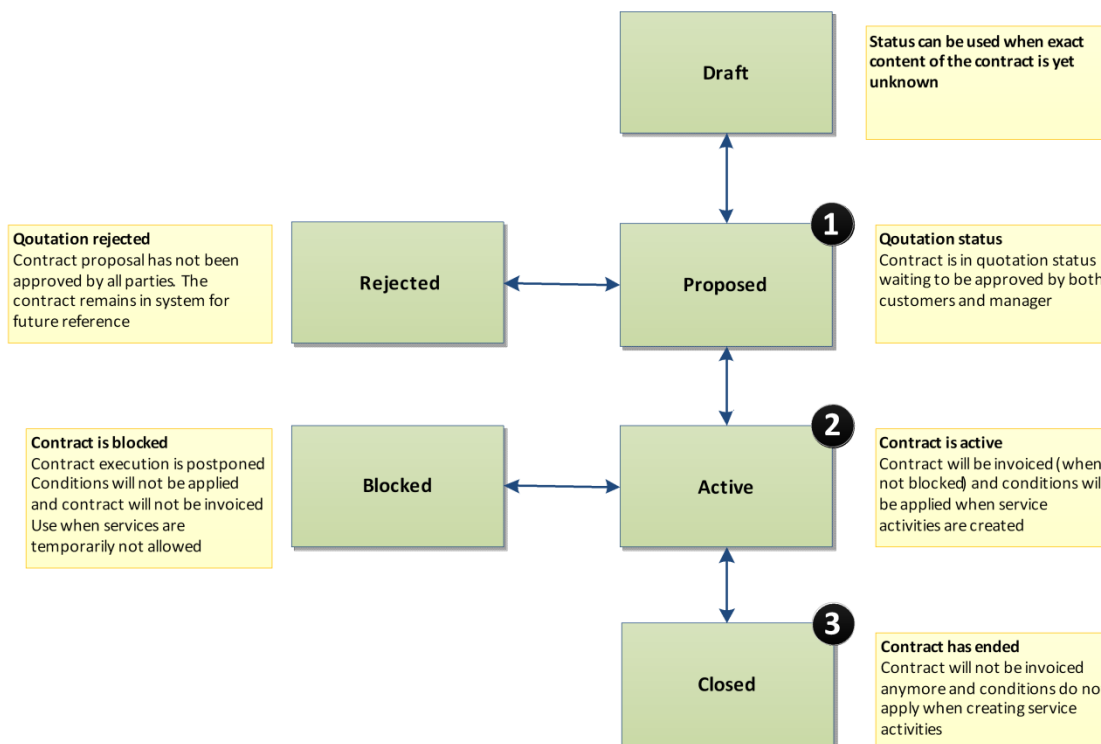 Draft
Status can be used when exact
content of the contract is yet
unknown
Qoutation rejected
Contract proposal has not been
approved by all parties. The
contract remains in system for
future reference
Rejected
1
Proposed
Qoutation status
Contract is in quotation status
waiting to be approved by both
customers and manager
Contract is blocked
Contract execution is postponed
Conditions will not be applied
and contract will not be invoiced
Use when services are
temporarily not allowed
Blocked
2
Active
Contract is active
Contract will be invoiced (when
not blocked) and conditions wil
be applied when service
activities are created
3
Closed
Contract has ended
Contract will not be invoiced
anymore and conditions do no
apply when creating service
activities